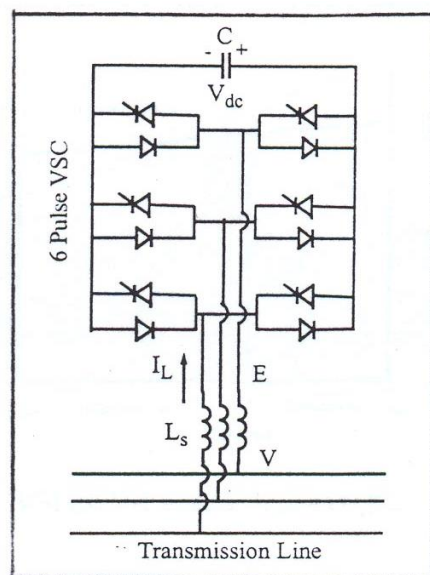 C
- +
V_dc
6 Pulse VSC
I_L
E
L_s
V
Transmission Line